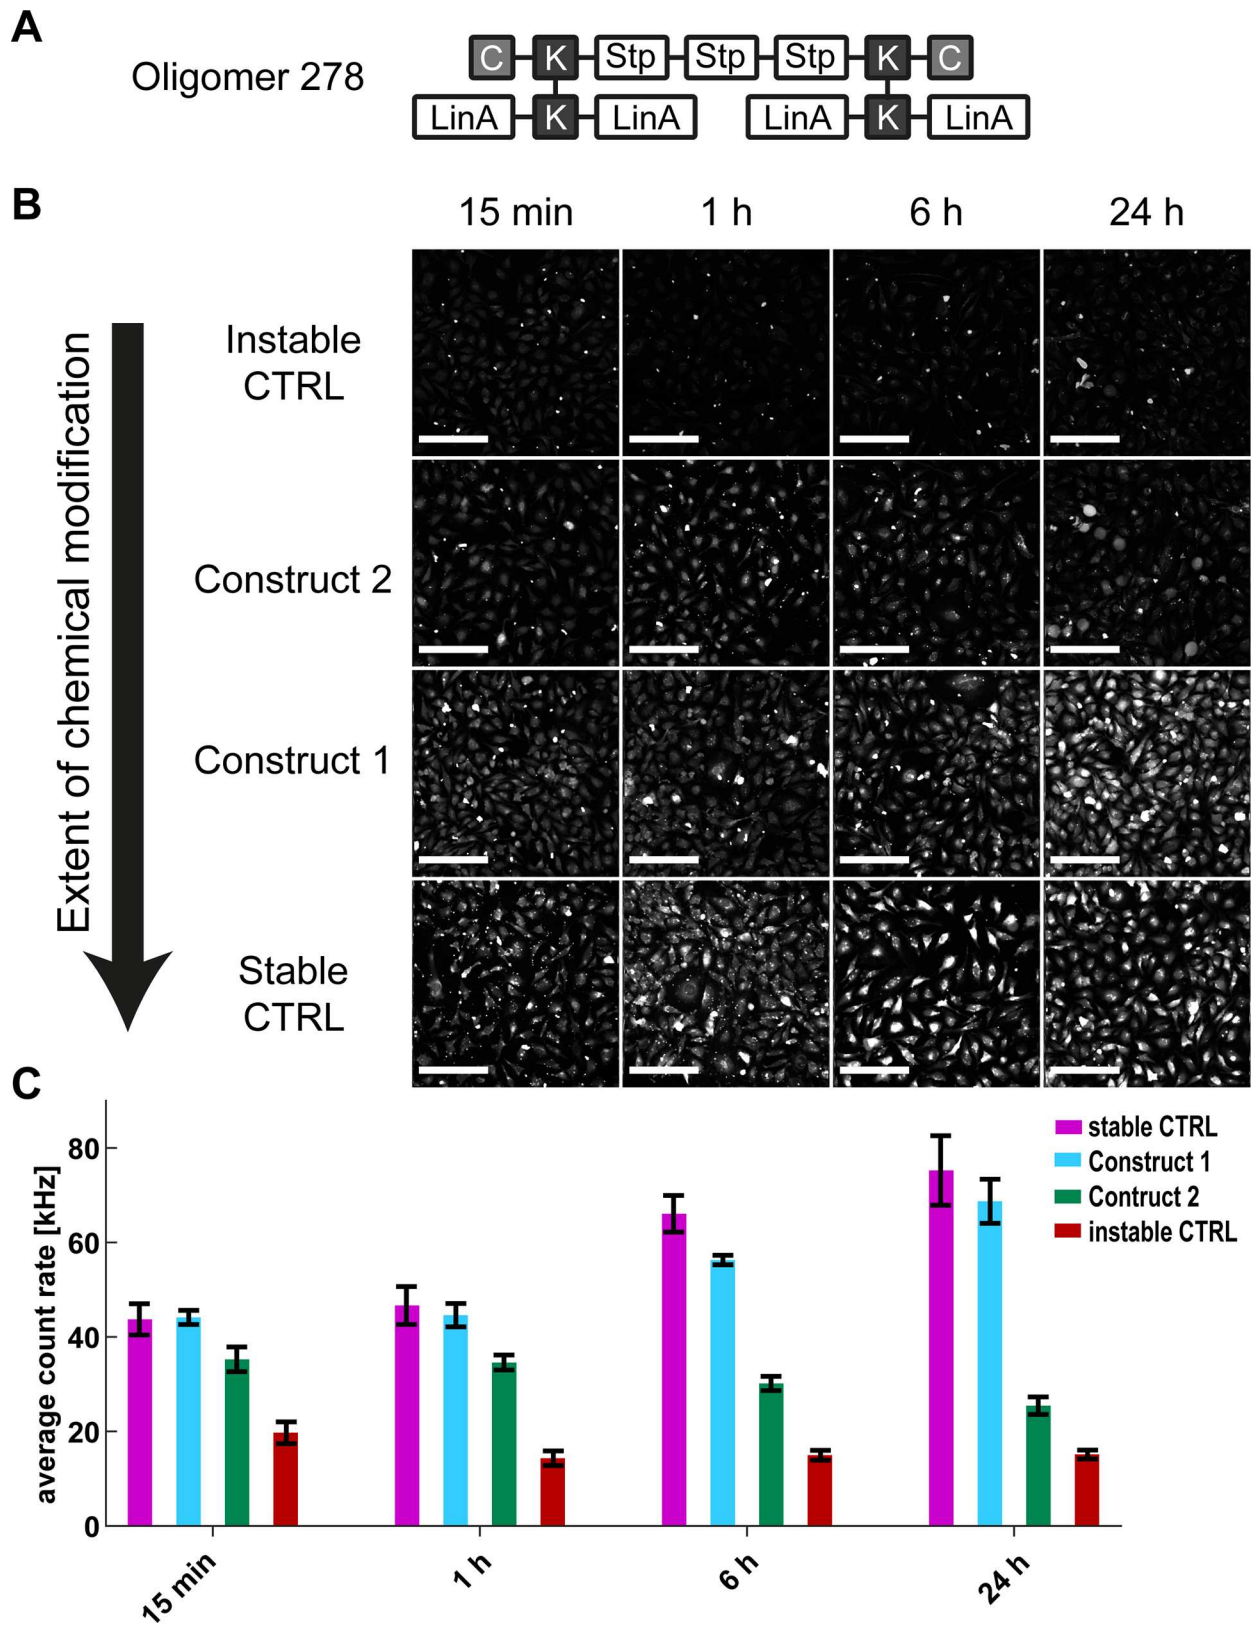 A
Oligomer 278
C K Stp Stp Stp K C
LinA K LinA LinA K LinA
B
15 min 1 h 6 h 24 h
Extent of chemical modification
Instable
CTRL
Construct 2
Construct 1
Stable
CTRL
C
average count rate [kHz]
80
60
40
20
0
15 min 1 h 6 h 24 h
stable CTRL
Construct 1
Contruct 2
instable CTRL